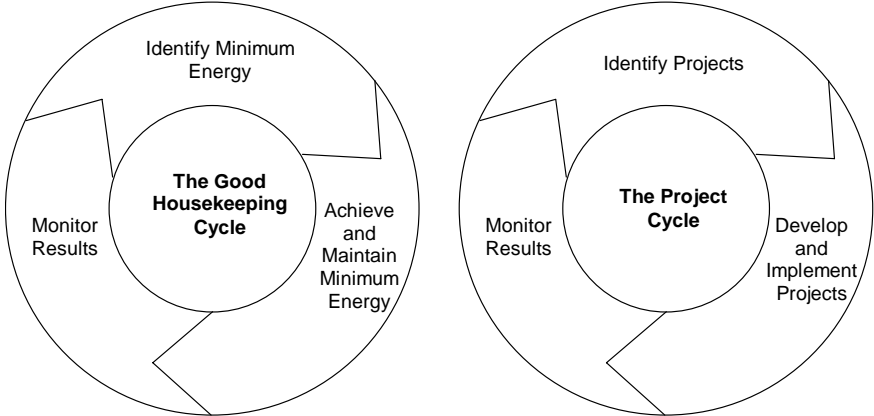 Identify Minimum
Energy
The Good
Housekeeping
Cycle
Achieve
and
Maintain
Minimum
Energy
Monitor
Results
Identify Projects
The Project
Cycle
Develop
and
Implement
Projects
Monitor
Results